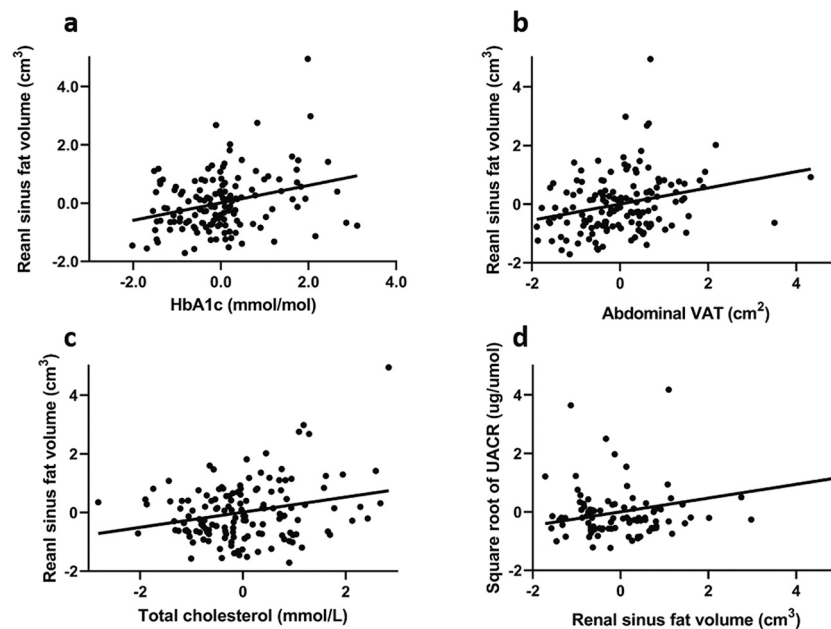 a
Reanl sinus fat volume (cm³)
4.0
2.0
0.0
-2.0
-2.0 0.0 2.0 4.0
HbA1c (mmol/mol)
b
Reanl sinus fat volume (cm³)
4
2
0
-2
-2 0 2 4
Abdominal VAT (cm²)
c
Reanl sinus fat volume (cm³)
4
2
0
-2
-2 0 2
Total cholesterol (mmol/L)
d
Square root of UACR (ug/umol)
4
2
0
-2
-2 0 2 4
Renal sinus fat volume (cm³)